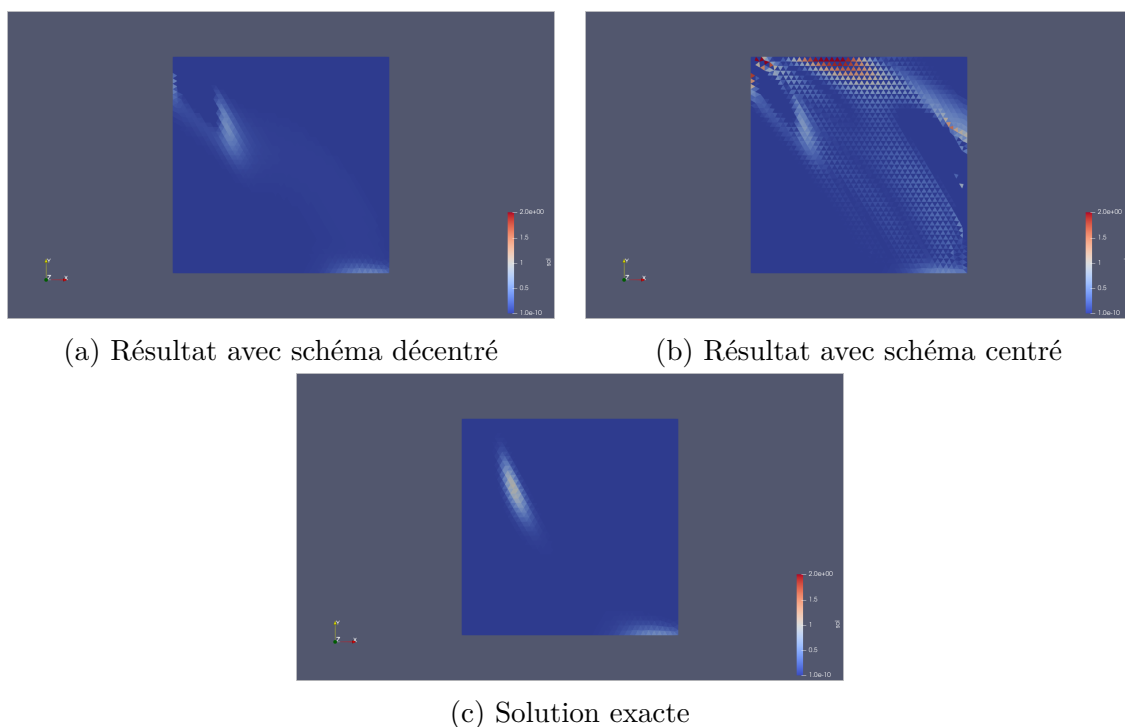 2.0e+00
1.5
1
0.5
1.0e-10
sol
Y
Z
X
2.0e+00
1.5
1
0.5
1.0e-10
Y
Z
X
(a) Résultat avec schéma décentré
(b) Résultat avec schéma centré
2.0e+00
1.5
1
0.5
1.0e-10
sol
Y
Z
X
(c) Solution exacte